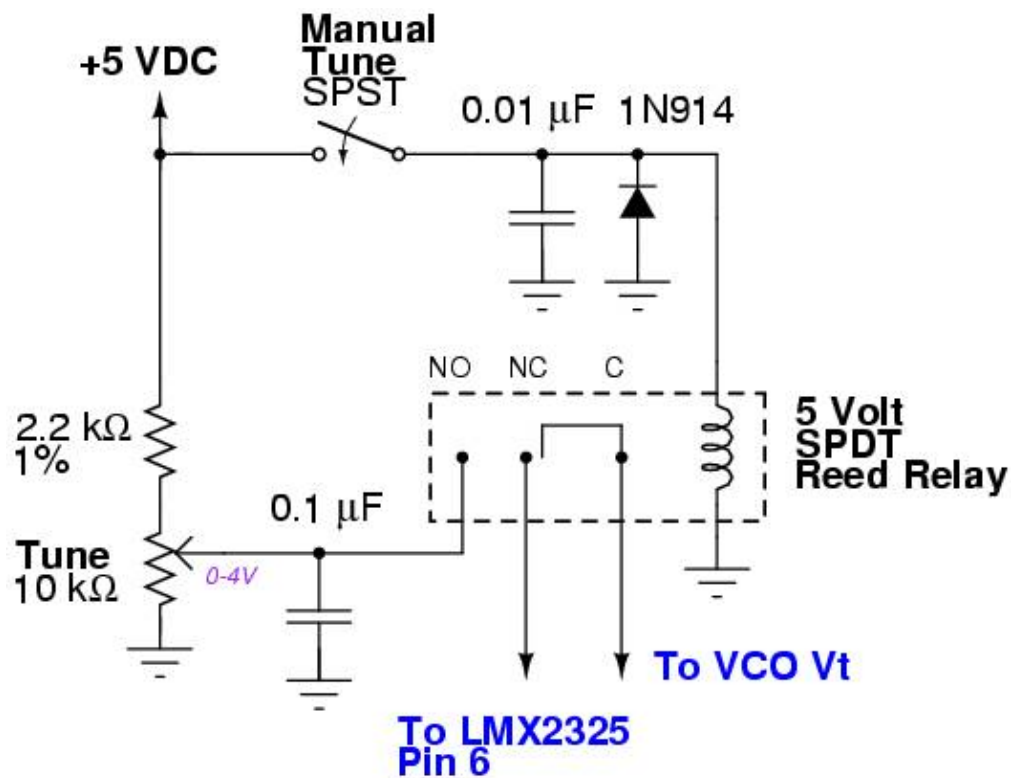 Manual
Tune
SPST
+5 VDC
0.01 µF
1N914
NO
NC
C
5 Volt
SPDT
Reed Relay
2.2 kΩ
1%
0.1 µF
Tune
10 kΩ
0-4V
To VCO Vt
To LMX2325
Pin 6